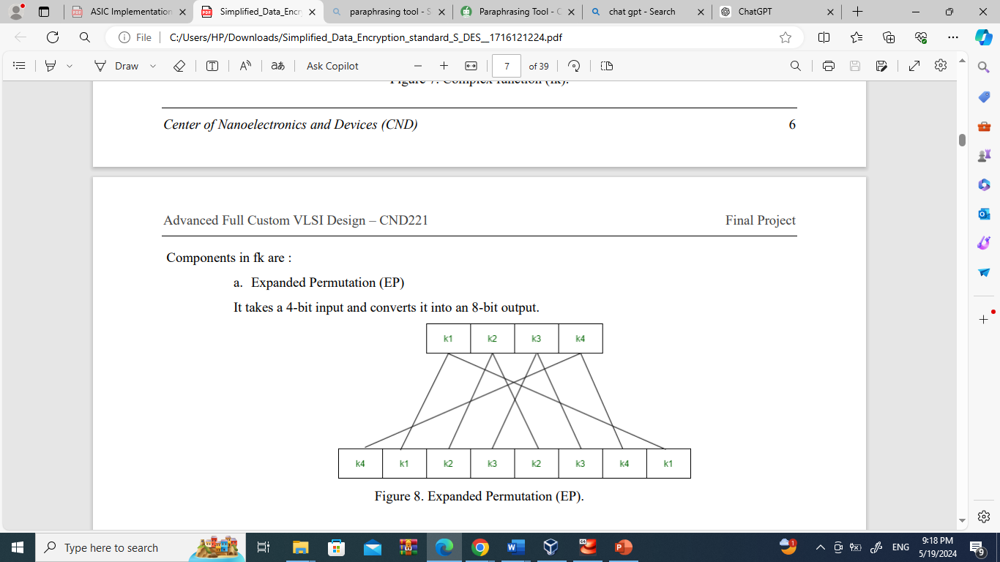 ASIC Implementation
Simplified_Data_Encry
paraphrasing tool - S
Paraphrasing Tool - C
chat gpt - Search
ChatGPT
File
C:/Users/HP/Downloads/Simplified_Data_Encryption_standard_S_DES__1716121224.pdf
Draw
Ask Copilot
7
of 39
Figure 7. Complex function (fk).
Center of Nanoelectronics and Devices (CND)
6
Advanced Full Custom VLSI Design – CND221
Final Project
Components in fk are :
a. Expanded Permutation (EP)
It takes a 4-bit input and converts it into an 8-bit output.
k1 k2 k3 k4
k4 k1 k2 k3 k2 k3 k4 k1
Figure 8. Expanded Permutation (EP).
Type here to search
1
ENG
9:18 PM
5/19/2024
9